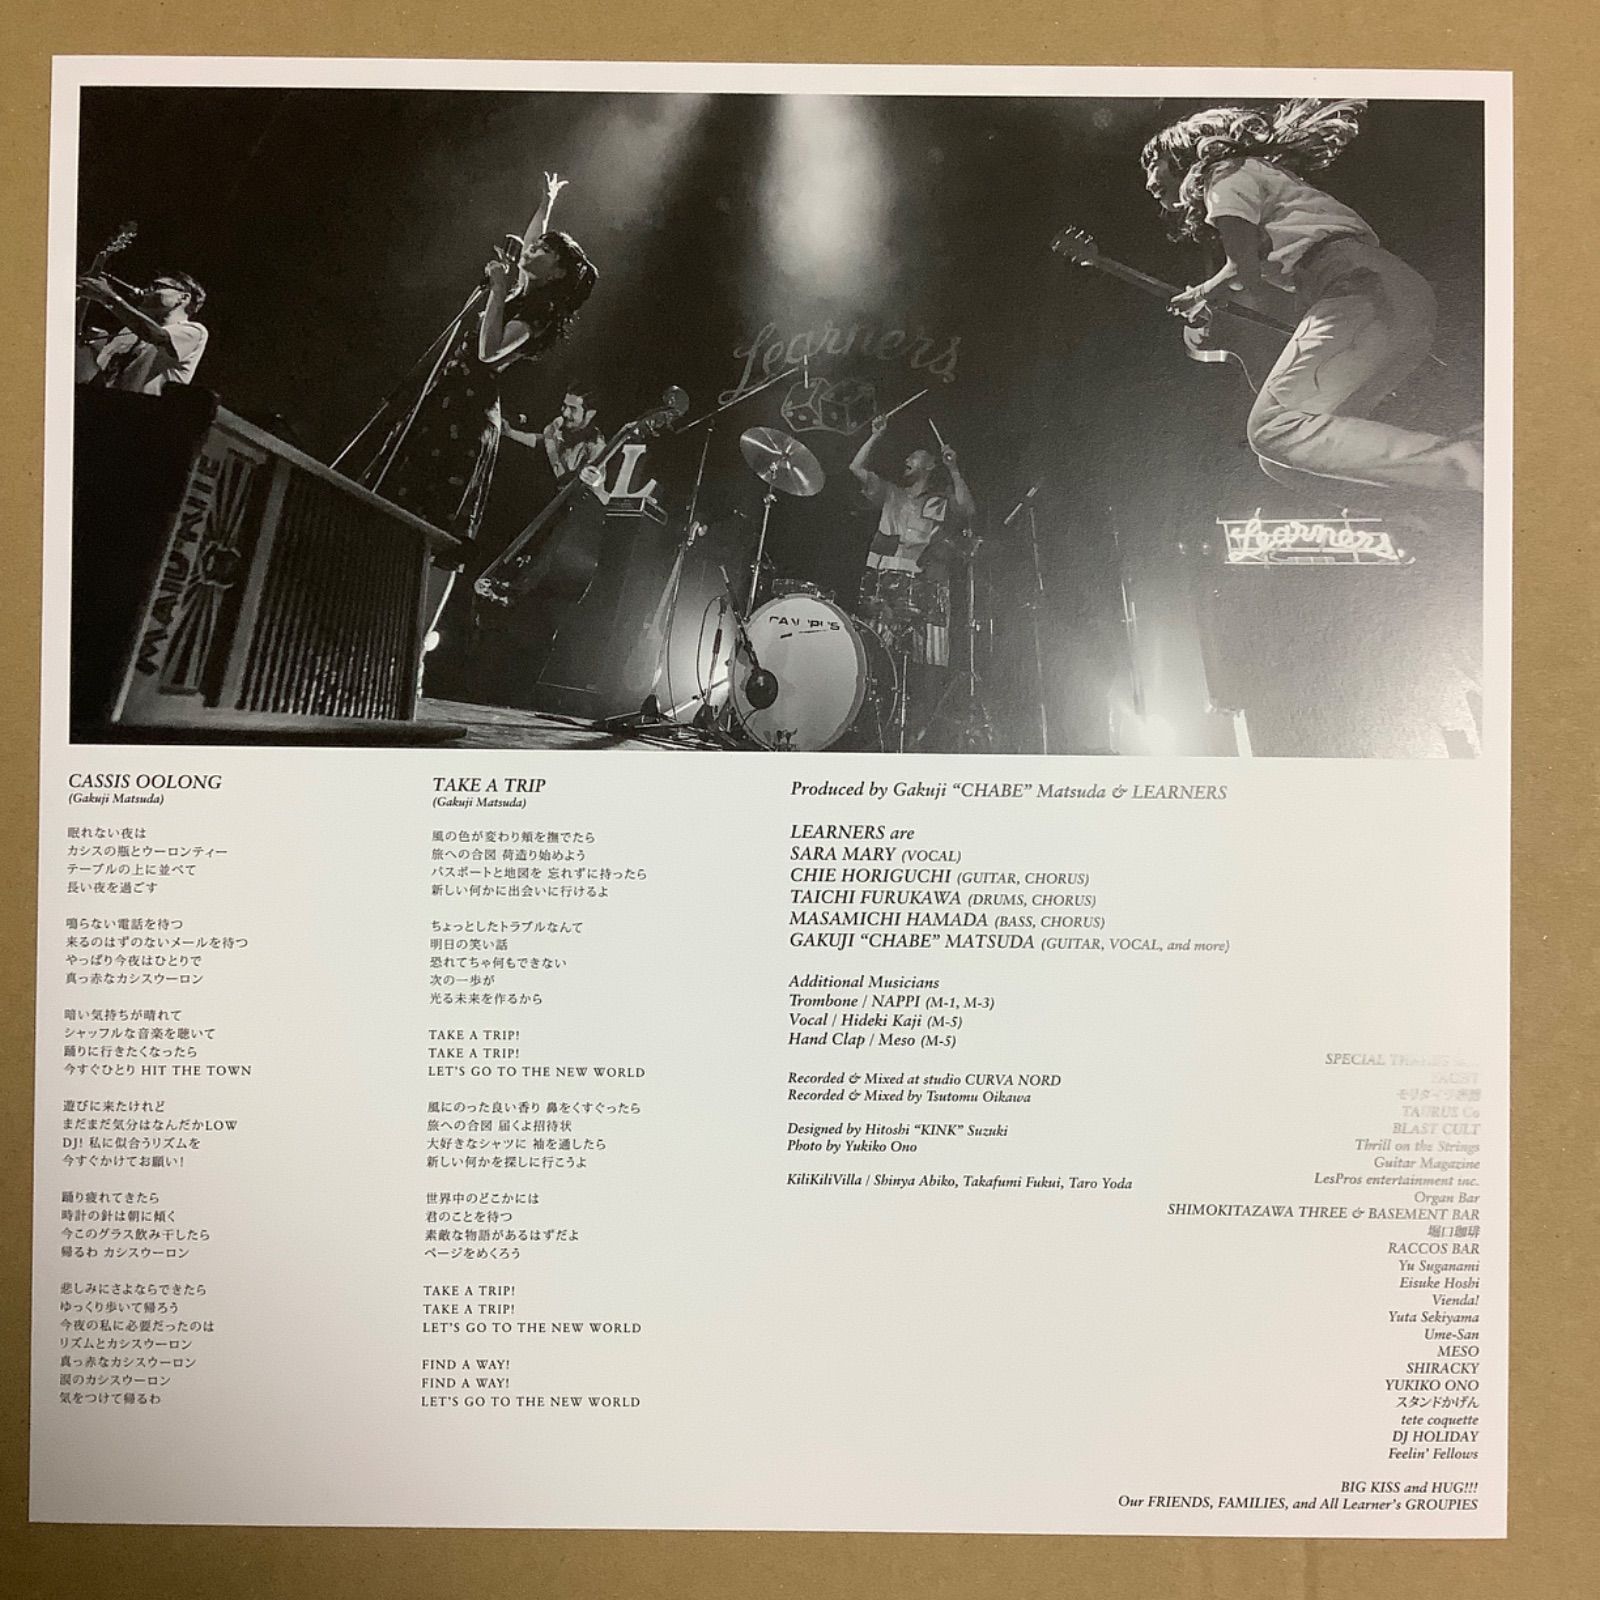 Learners
L
MAD KNIE
Learners.
CASSIS OOLONG
(Gakuji Matsuda)
眠れない夜は
カシスの瓶とウーロンティー
テーブルの上に並べて
長い夜を過ごす
鳴らない電話を待つ
来るのはずのないメールを待つ
やっぱり今夜はひとりで
真っ赤なカシスウーロン
暗い気持ちが晴れて
シャッフルな音楽を聴いて
踊りに行きたくなったら
今すぐひとり HIT THE TOWN
遊びに来たけれど
まだまだ気分はなんだかLOW
DJ! 私に似合うリズムを
今すぐかけてお願い!
踊り疲れてきたら
時計の針は朝に傾く
今このグラス飲み干したら
帰るわ カシスウーロン
悲しみにさよならできたら
ゆっくり歩いて帰ろう
今夜の私に必要だったのは
リズムとカシスウーロン
真っ赤なカシスウーロン
涙のカシスウーロン
気をつけて帰るわ
TAKE A TRIP
(Gakuji Matsuda)
風の色が変わり頬を撫でたら
旅への合図 荷造り始めよう
パスポートと地図を 忘れずに持ったら
新しい何かに出会いに行けるよ
ちょっとしたトラブルなんて
明日の笑い話
恐れてちゃ何もできない
次の一歩が
光る未来を作るから
TAKE A TRIP!
TAKE A TRIP!
LET'S GO TO THE NEW WORLD
風にのった良い香り 鼻をくすぐったら
旅への合図 届くよ招待状
大好きなシャツに 袖を通したら
新しい何かを探しに行こうよ
世界中のどこかには
君のことを待つ
素敵な物語があるはずだよ
ページをめくろう
TAKE A TRIP!
TAKE A TRIP!
LET'S GO TO THE NEW WORLD
FIND A WAY!
FIND A WAY!
LET'S GO TO THE NEW WORLD
Produced by Gakuji "CHABE" Matsuda & LEARNERS
LEARNERS are
SARA MARY (VOCAL)
CHIE HORIGUCHI (GUITAR, CHORUS)
TAICHI FURUKAWA (DRUMS, CHORUS)
MASAMICHI HAMADA (BASS, CHORUS)
GAKUJI "CHABE" MATSUDA (GUITAR, VOCAL, and more)
Additional Musicians
Trombone / NAPPI (M-1, M-3)
Vocal / Hideki Kaji (M-5)
Hand Clap / Meso (M-5)
Recorded & Mixed at studio CURVA NORD
Recorded & Mixed by Tsutomu Oikawa
Designed by Hitoshi "KINK" Suzuki
Photo by Yukiko Ono
KiliKiliVilla / Shinya Abiko, Takafumi Fukui, Taro Yoda
SPECIAL
TAURUS Co
BLAST CULT
Thrill on the Strings
Guitar Magazine
LesPros entertainment inc.
Organ Bar
SHIMOKITAZAWA THREE & BASEMENT BAR
堀口珈琲
RACCOS BAR
Yu Suganami
Eisuke Hoshi
Vienda!
Yuta Sekiyama
Ume-San
MESO
SHIRACKY
YUKIKO ONO
スタンドかげん
tete coquette
DJ HOLIDAY
Feelin' Fellows
BIG KISS and HUG!!!
Our FRIENDS, FAMILIES, and All Learner's GROUPIES